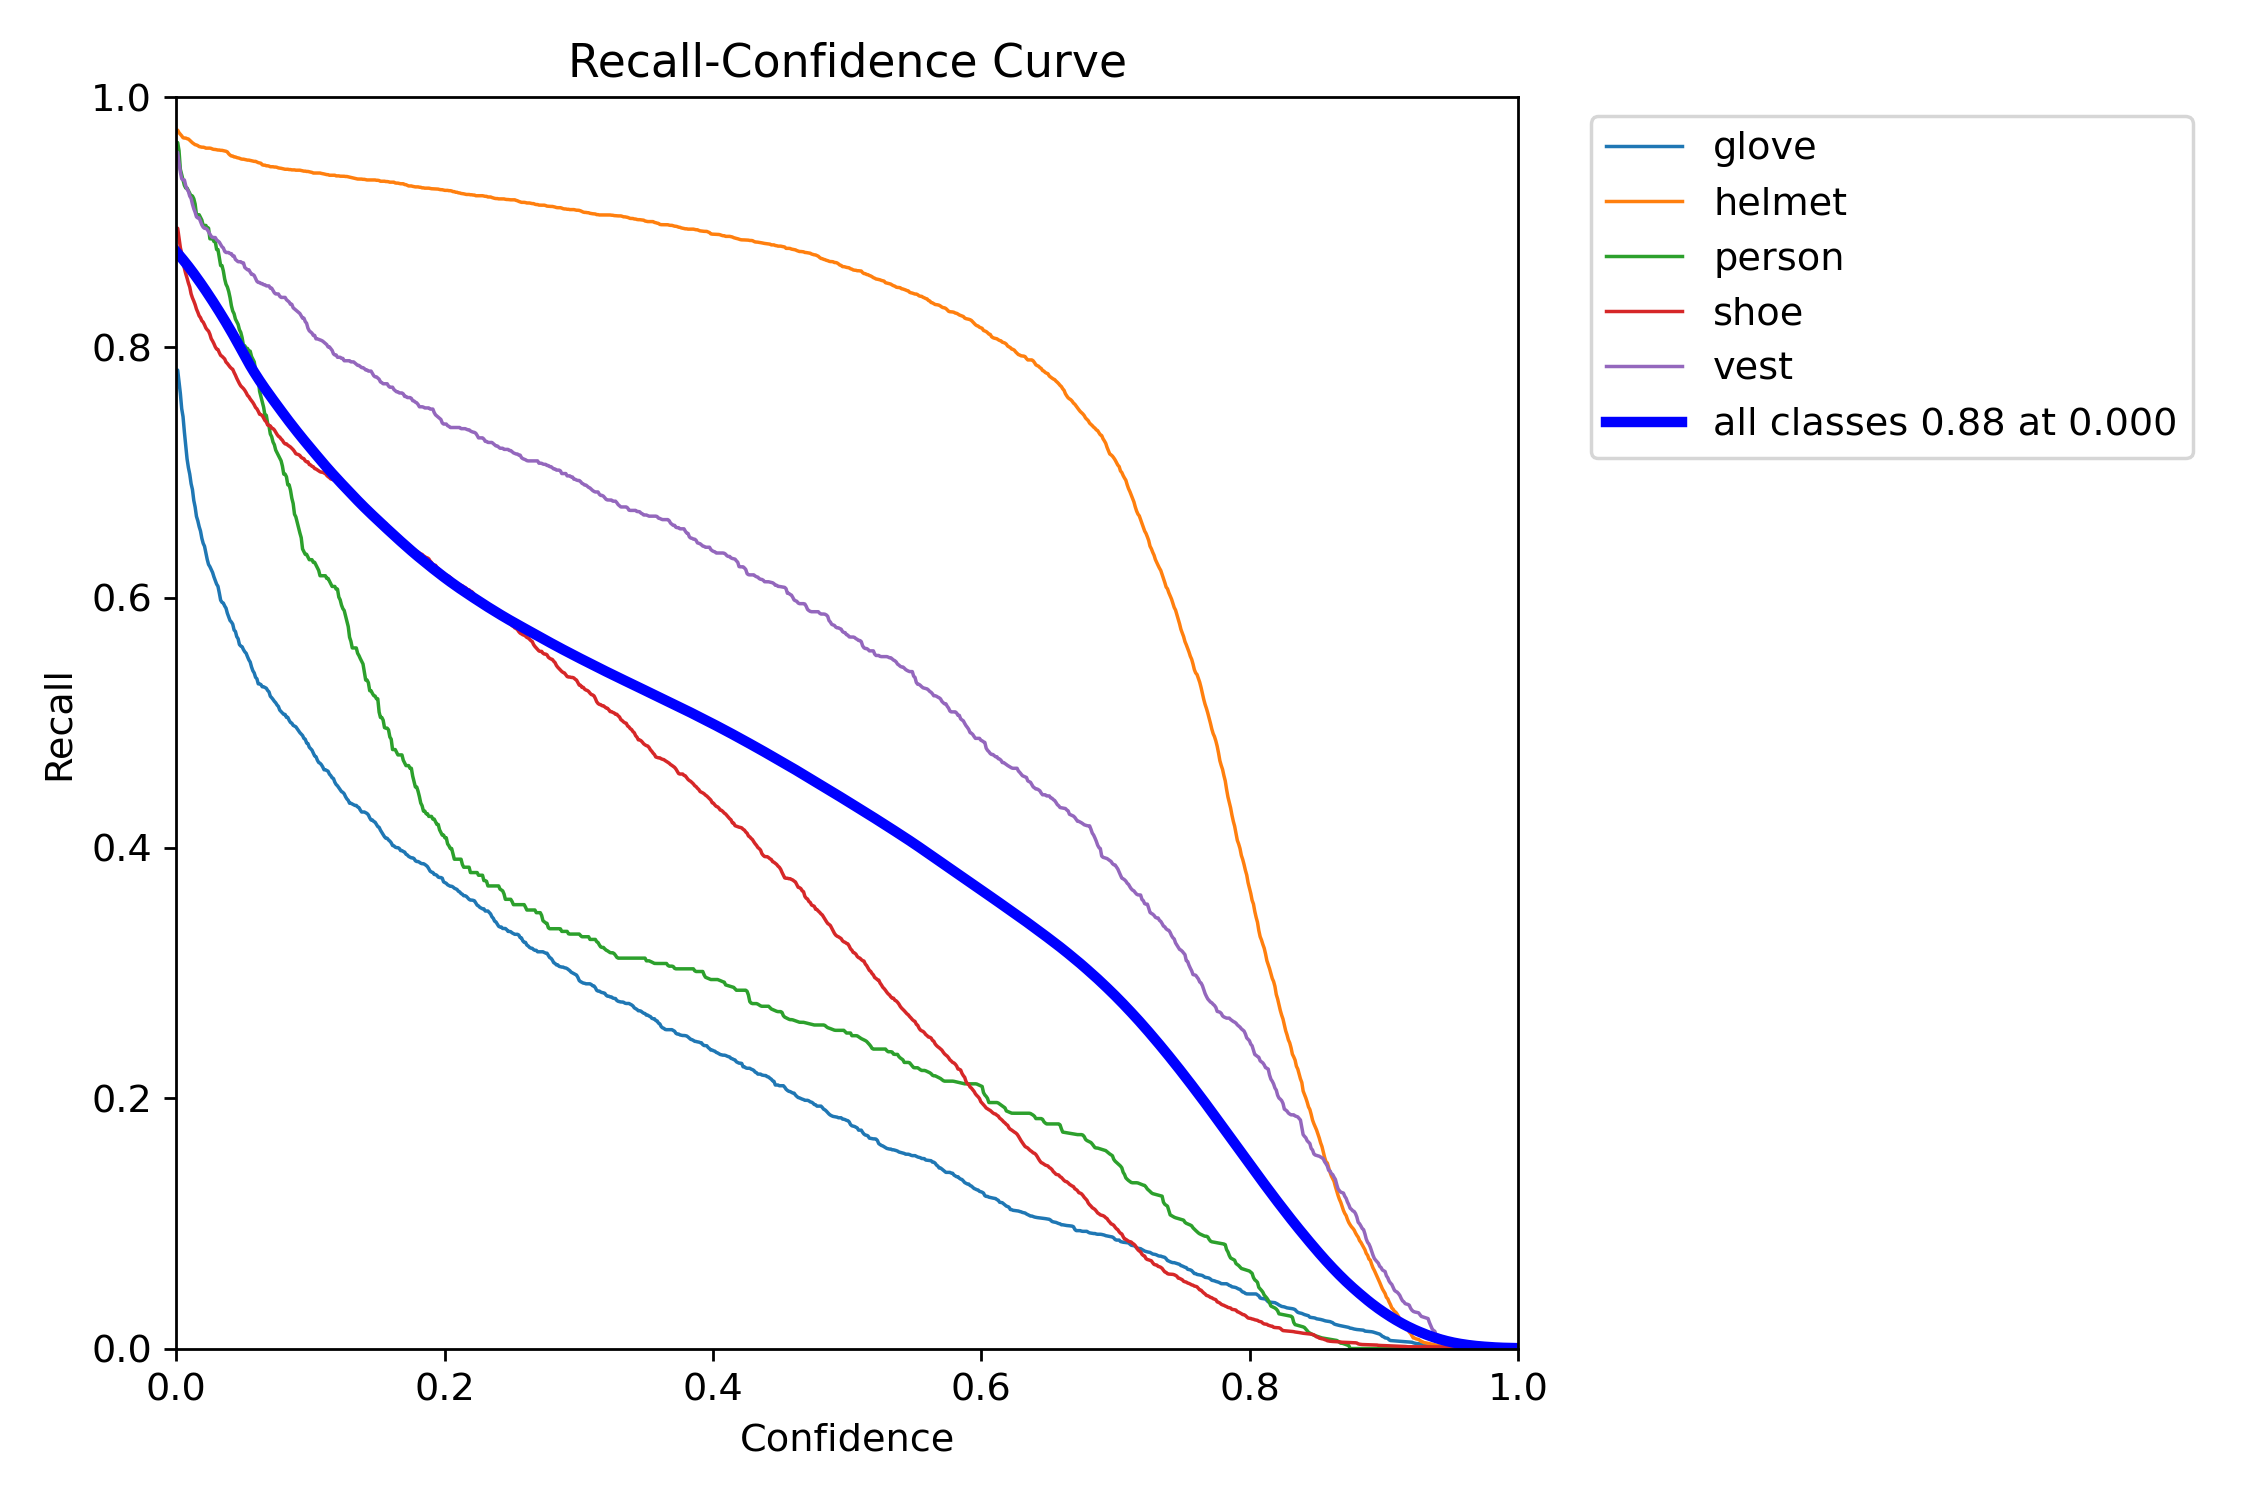 Recall-Confidence Curve
1.0
0.8
0.6
0.4
0.2
0.0
Recall
0.0 0.2 0.4 0.6 0.8 1.0
Confidence
glove
helmet
person
shoe
vest
all classes 0.88 at 0.000